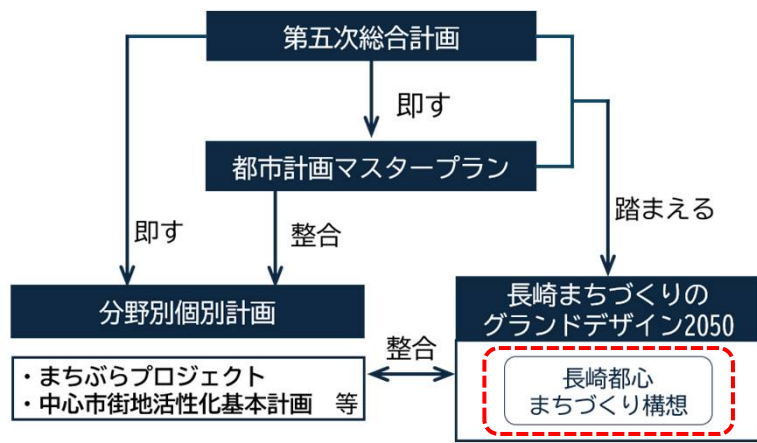 第五次総合計画
即す
都市計画マスタープラン
踏まえる
即す
整合
分野別個別計画
長崎まちづくりの
グランドデザイン2050
・まちぶらプロジェクト
・中心市街地活性化基本計画 等
整合
長崎都心
まちづくり構想